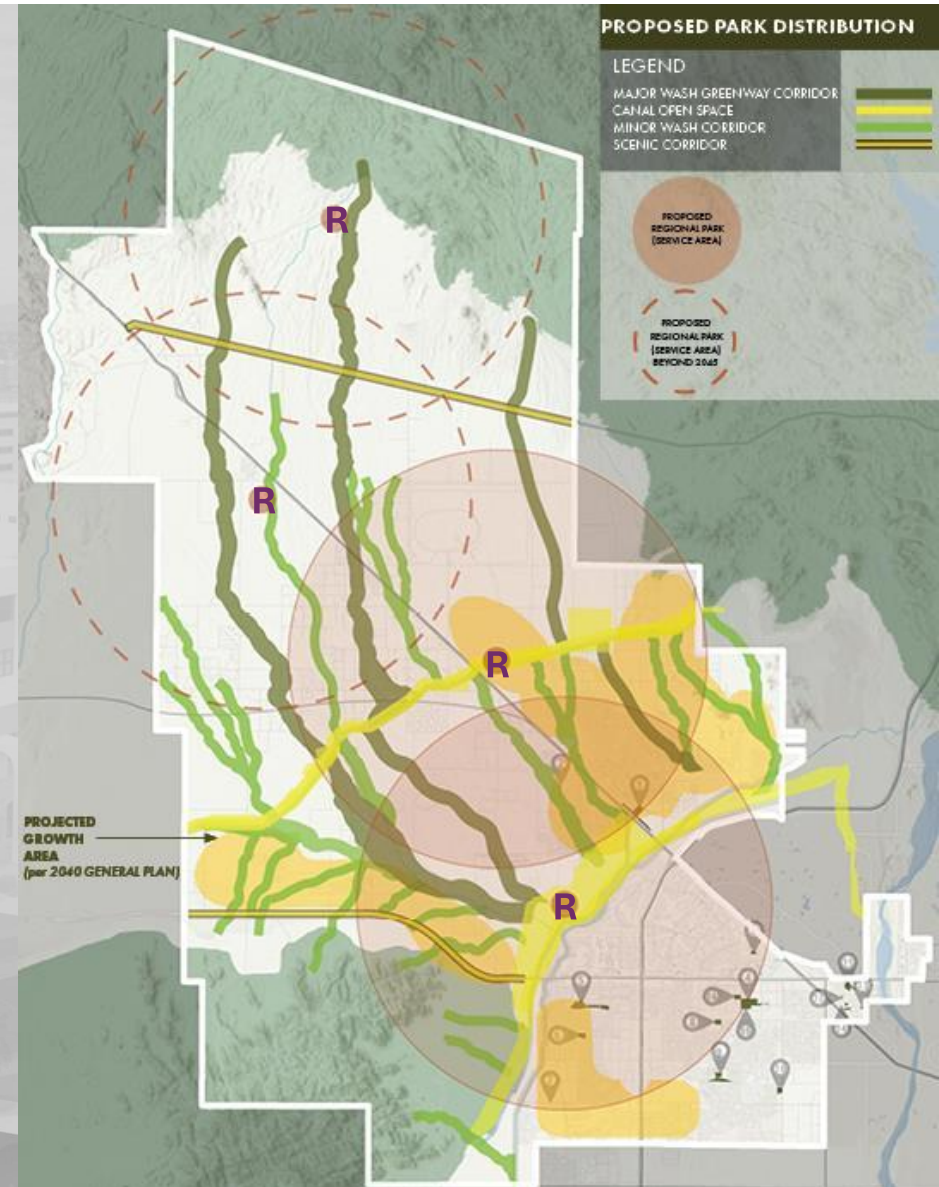 PROPOSED PARK DISTRIBUTION
LEGEND
MAJOR WASH GREENWAY CORRIDOR
CANAL OPEN SPACE
MINOR WASH CORRIDOR
SCENIC CORRIDOR
PROPOSED
REGIONAL PARK
(SERVICE AREA)
PROPOSED
REGIONAL PARK
(SERVICE AREA)
BEYOND 2045
R
R
R
PROJECTED
GROWTH
AREA
(per 2040 GENERAL PLAN)
R